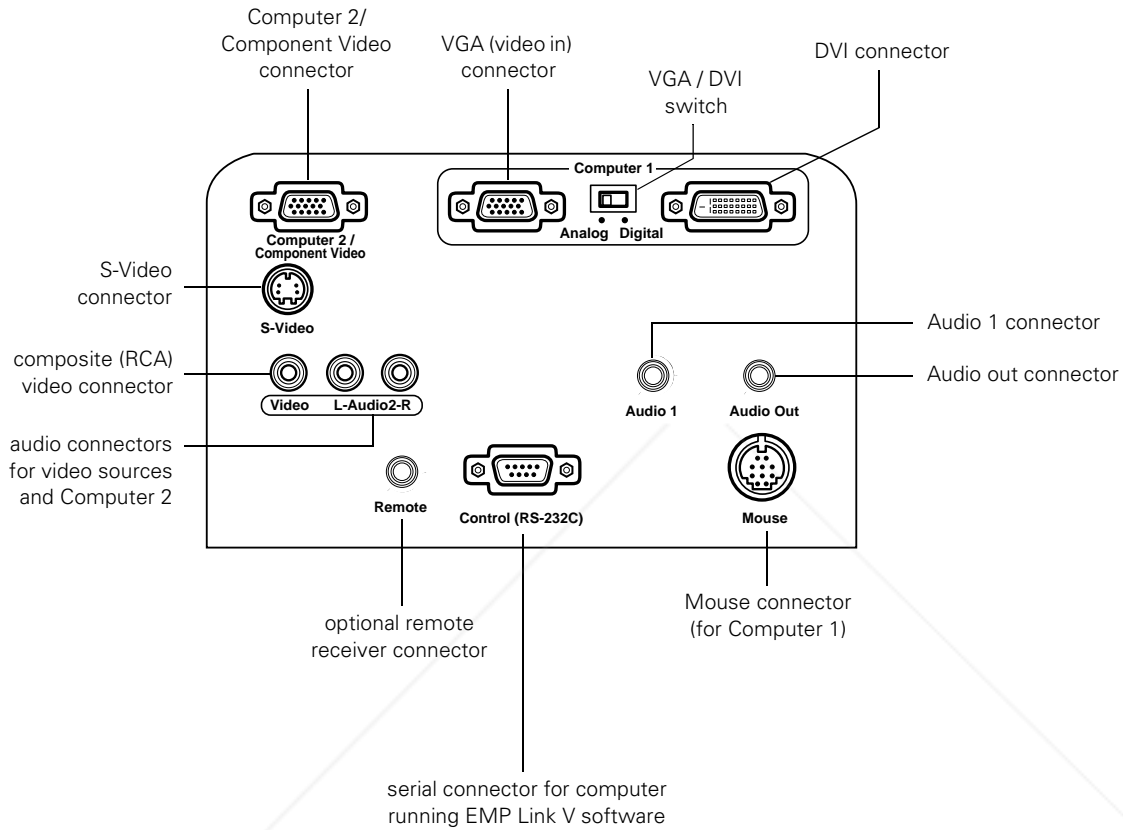 Computer 2/
Component Video
connector
VGA (video in)
connector
VGA / DVI
switch
DVI connector
Computer 1
Analog Digital
Computer 2 /
Component Video
S-Video
connector
S-Video
composite (RCA)
video connector
Video L-Audio2-R
audio connectors
for video sources
and Computer 2
Audio 1 connector
Audio out connector
Audio 1
Audio Out
Remote
Control (RS-232C)
Mouse
optional remote
receiver connector
Mouse connector
(for Computer 1)
serial connector for computer
running EMP Link V software